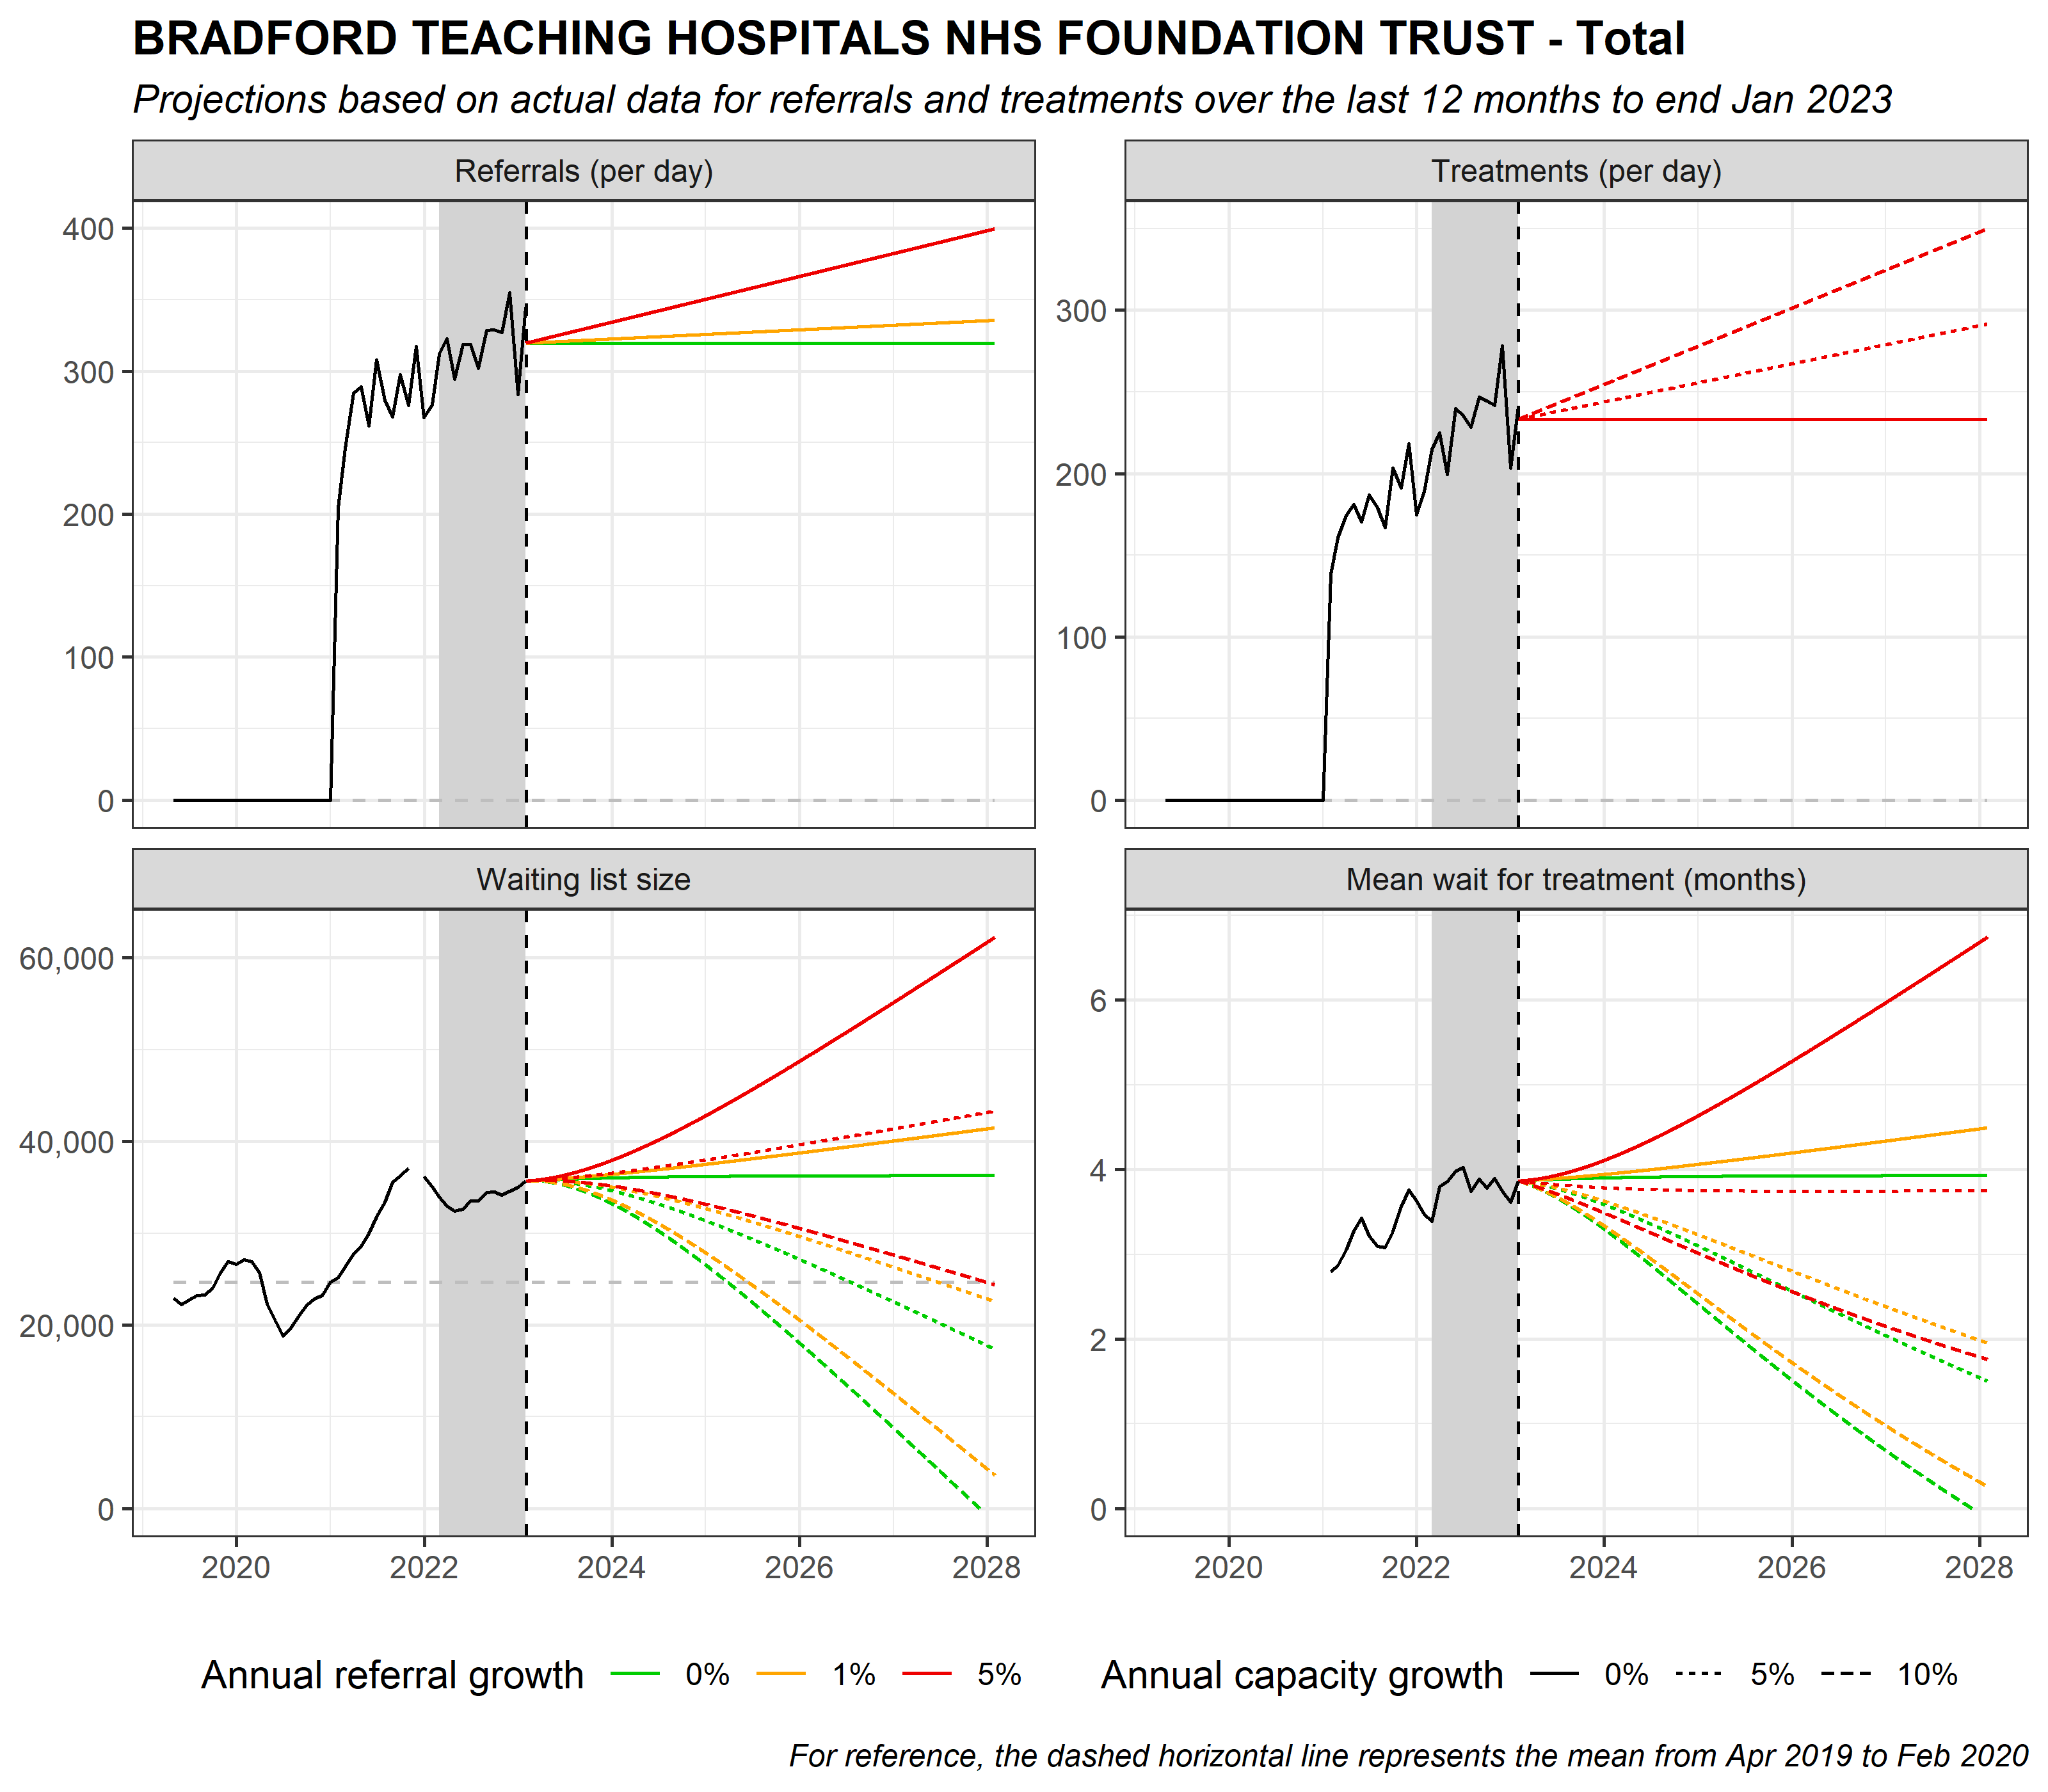 BRADFORD TEACHING HOSPITALS NHS FOUNDATION TRUST - Total
Projections based on actual data for referrals and treatments over the last 12 months to end Jan 2023
Referrals (per day)
400
300
200
100
0
Treatments (per day)
300
200
100
0
Waiting list size
60,000
40,000
20,000
0
2020 2022 2024 2026 2028
Mean wait for treatment (months)
6
4
2
0
2020 2022 2024 2026 2028
Annual referral growth 0% 1% 5%
Annual capacity growth 0% 5% 10%
For reference, the dashed horizontal line represents the mean from Apr 2019 to Feb 2020